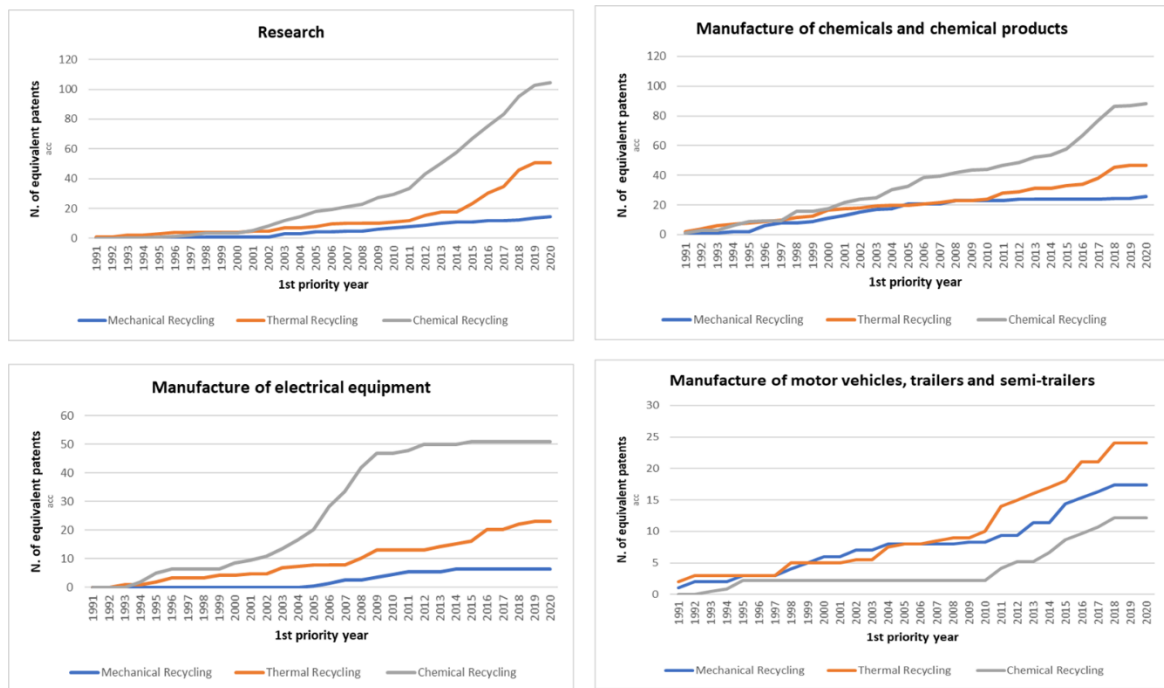 Research
N. of equivalent patents
acc
120
100
80
60
40
20
0
1991 1992 1993 1994 1995 1996 1997 1998 1999 2000 2001 2002 2003 2004 2005 2006 2007 2008 2009 2010 2011 2012 2013 2014 2015 2016 2017 2018 2019 2020
1st priority year
Mechanical Recycling Thermal Recycling Chemical Recycling
Manufacture of chemicals and chemical products
N. of equivalent patents
acc
120
100
80
60
40
20
0
1991 1992 1993 1994 1995 1996 1997 1998 1999 2000 2001 2002 2003 2004 2005 2006 2007 2008 2009 2010 2011 2012 2013 2014 2015 2016 2017 2018 2019 2020
1st priority year
Mechanical Recycling Thermal Recycling Chemical Recycling
Manufacture of electrical equipment
N. of equivalent patents
acc
60
50
40
30
20
10
0
1991 1992 1993 1994 1995 1996 1997 1998 1999 2000 2001 2002 2003 2004 2005 2006 2007 2008 2009 2010 2011 2012 2013 2014 2015 2016 2017 2018 2019 2020
1st priority year
Mechanical Recycling Thermal Recycling Chemical Recycling
Manufacture of motor vehicles, trailers and semi-trailers
N. of equivalent patents
acc
30
25
20
15
10
5
0
1991 1992 1993 1994 1995 1996 1997 1998 1999 2000 2001 2002 2003 2004 2005 2006 2007 2008 2009 2010 2011 2012 2013 2014 2015 2016 2017 2018 2019 2020
1st priority year
Mechanical Recycling Thermal Recycling Chemical Recycling